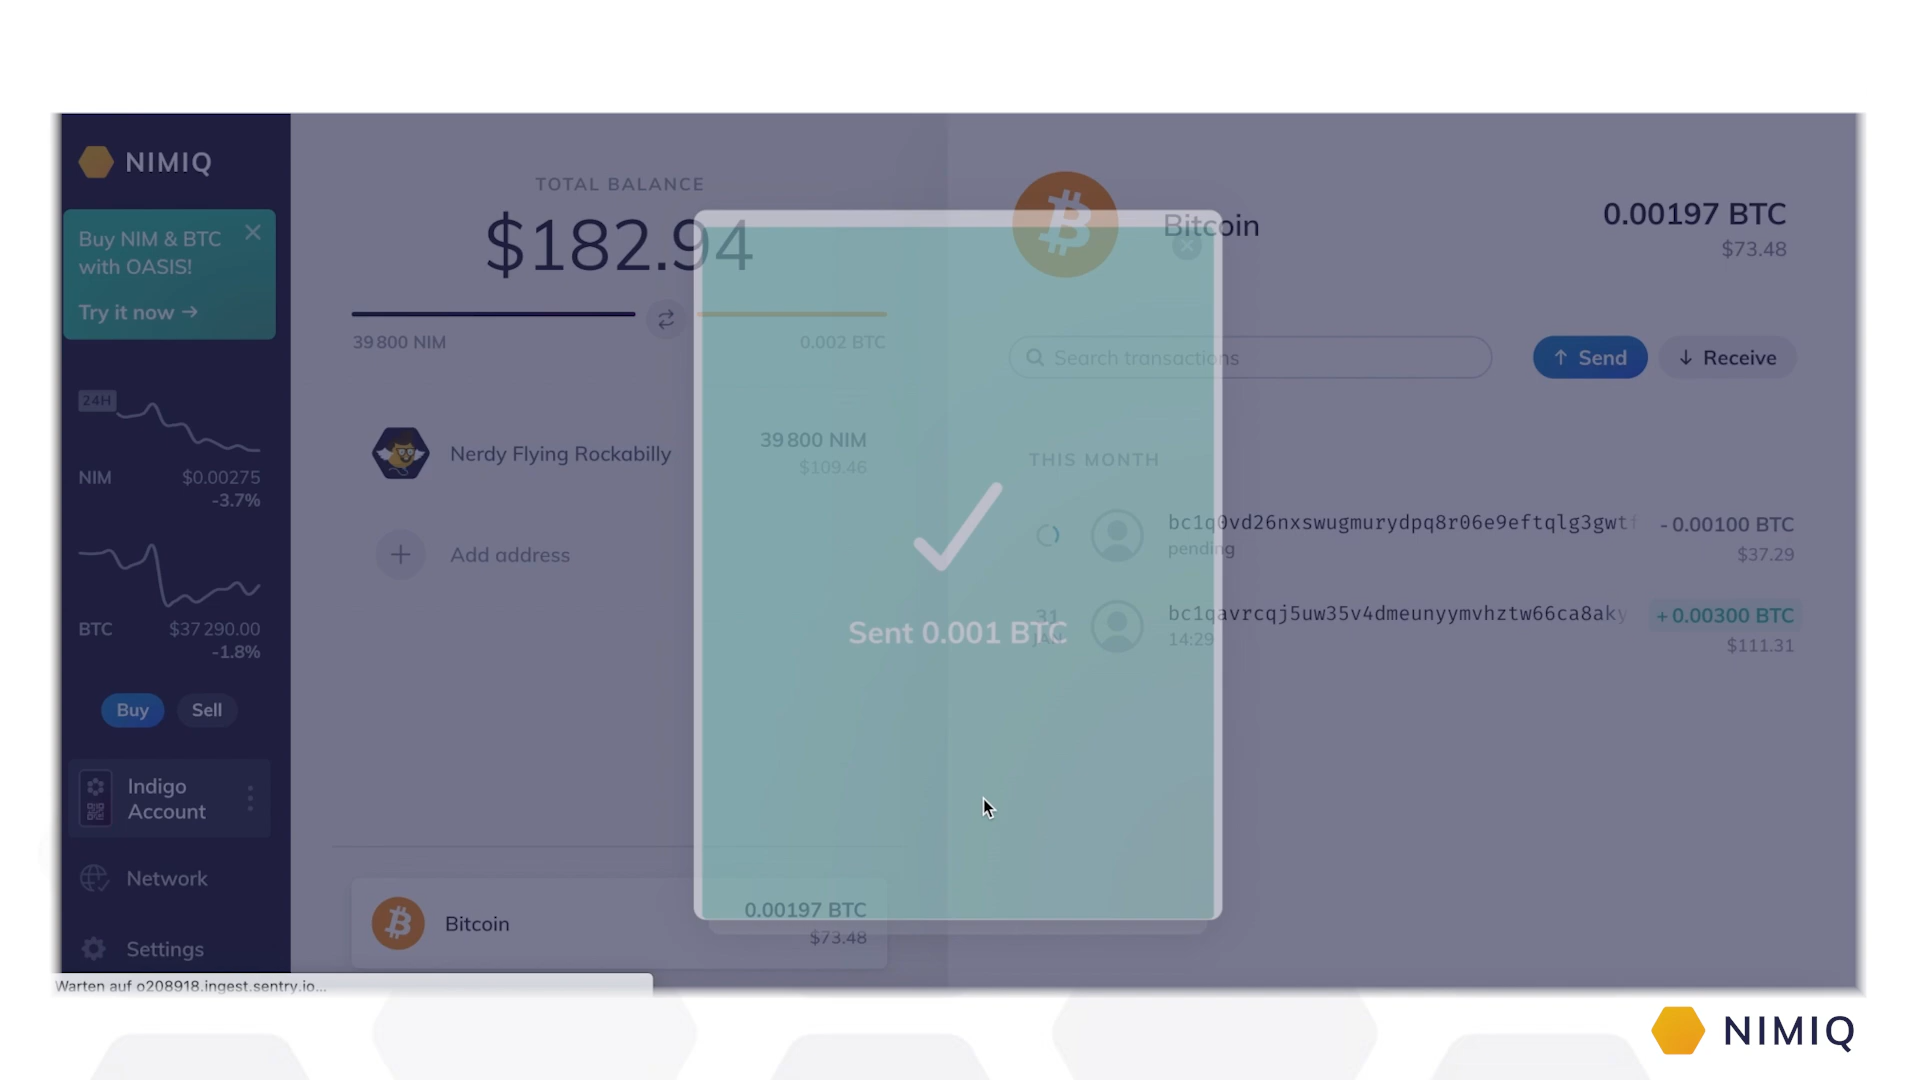 NIMIQ
Buy NIM & BTC
with OASIS!
Try it now →
24H
NIM $0.00275
-3.7%
BTC $37 290.00
-1.8%
Buy Sell
Indigo
Account
Network
Settings
Warten auf o208918.ingest.sentry.io...
TOTAL BALANCE
$182.94
39 800 NIM 0.002 BTC
Nerdy Flying Rockabilly 39 800 NIM
$109.46
Add address
Bitcoin 0.00197 BTC
$73.48
Sent 0.001 BTC
Bitcoin 0.00197 BTC
$73.48
Search transactions
↑ Send ↓ Receive
THIS MONTH
bc1q0vd26nxswugmurydpq8r06e9eftqlg3gwtf - 0.00100 BTC
pending $37.29
31 bc1qavrcqj5uw35v4dmeunyymvhztw66ca8aky + 0.00300 BTC
14:29 $111.31
NIMIQ